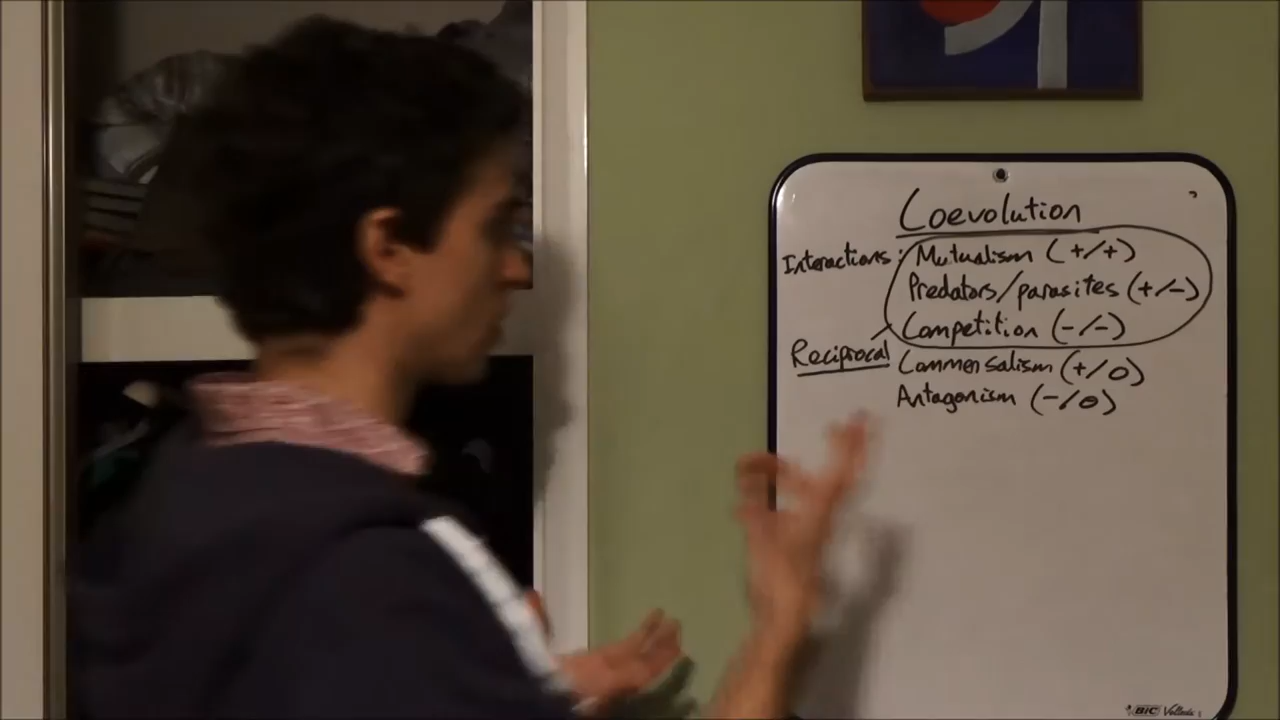 Coevolution
Interactions: Mutualism (+/+)
Predators/parasites (+/-)
Competition (-/-)
Reciprocal
Commensalism (+/0)
Antagonism (-/0)
BIC Velleda